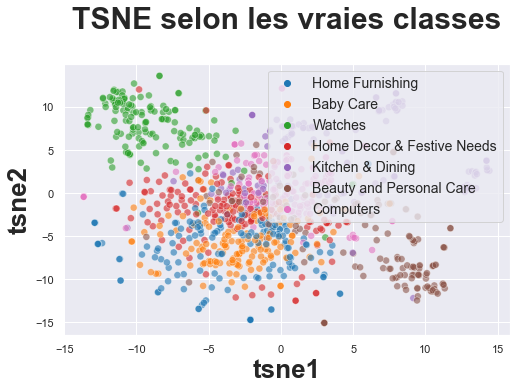 TSNE selon les vraies classes
Home Furnishing
Baby Care
Watches
Home Decor & Festive Needs
Kitchen & Dining
Beauty and Personal Care
Computers
10
5
0
−5
−10
−15
tsne2
−15 −10 −5 0 5 10 15
tsne1